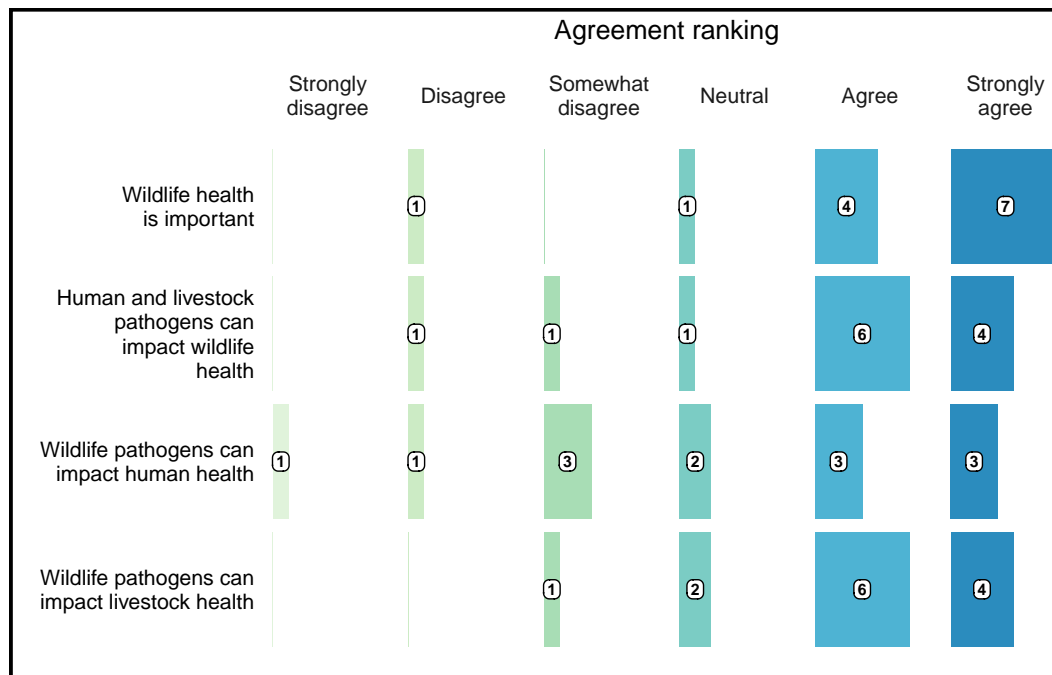 Agreement ranking
Strongly
disagree
Disagree
Somewhat
disagree
Neutral
Agree
Strongly
agree
Wildlife health
is important
1
1
4
7
Human and livestock
pathogens can
impact wildlife
health
1
1
1
6
4
Wildlife pathogens can
impact human health
1
1
3
2
3
3
Wildlife pathogens can
impact livestock health
1
2
6
4